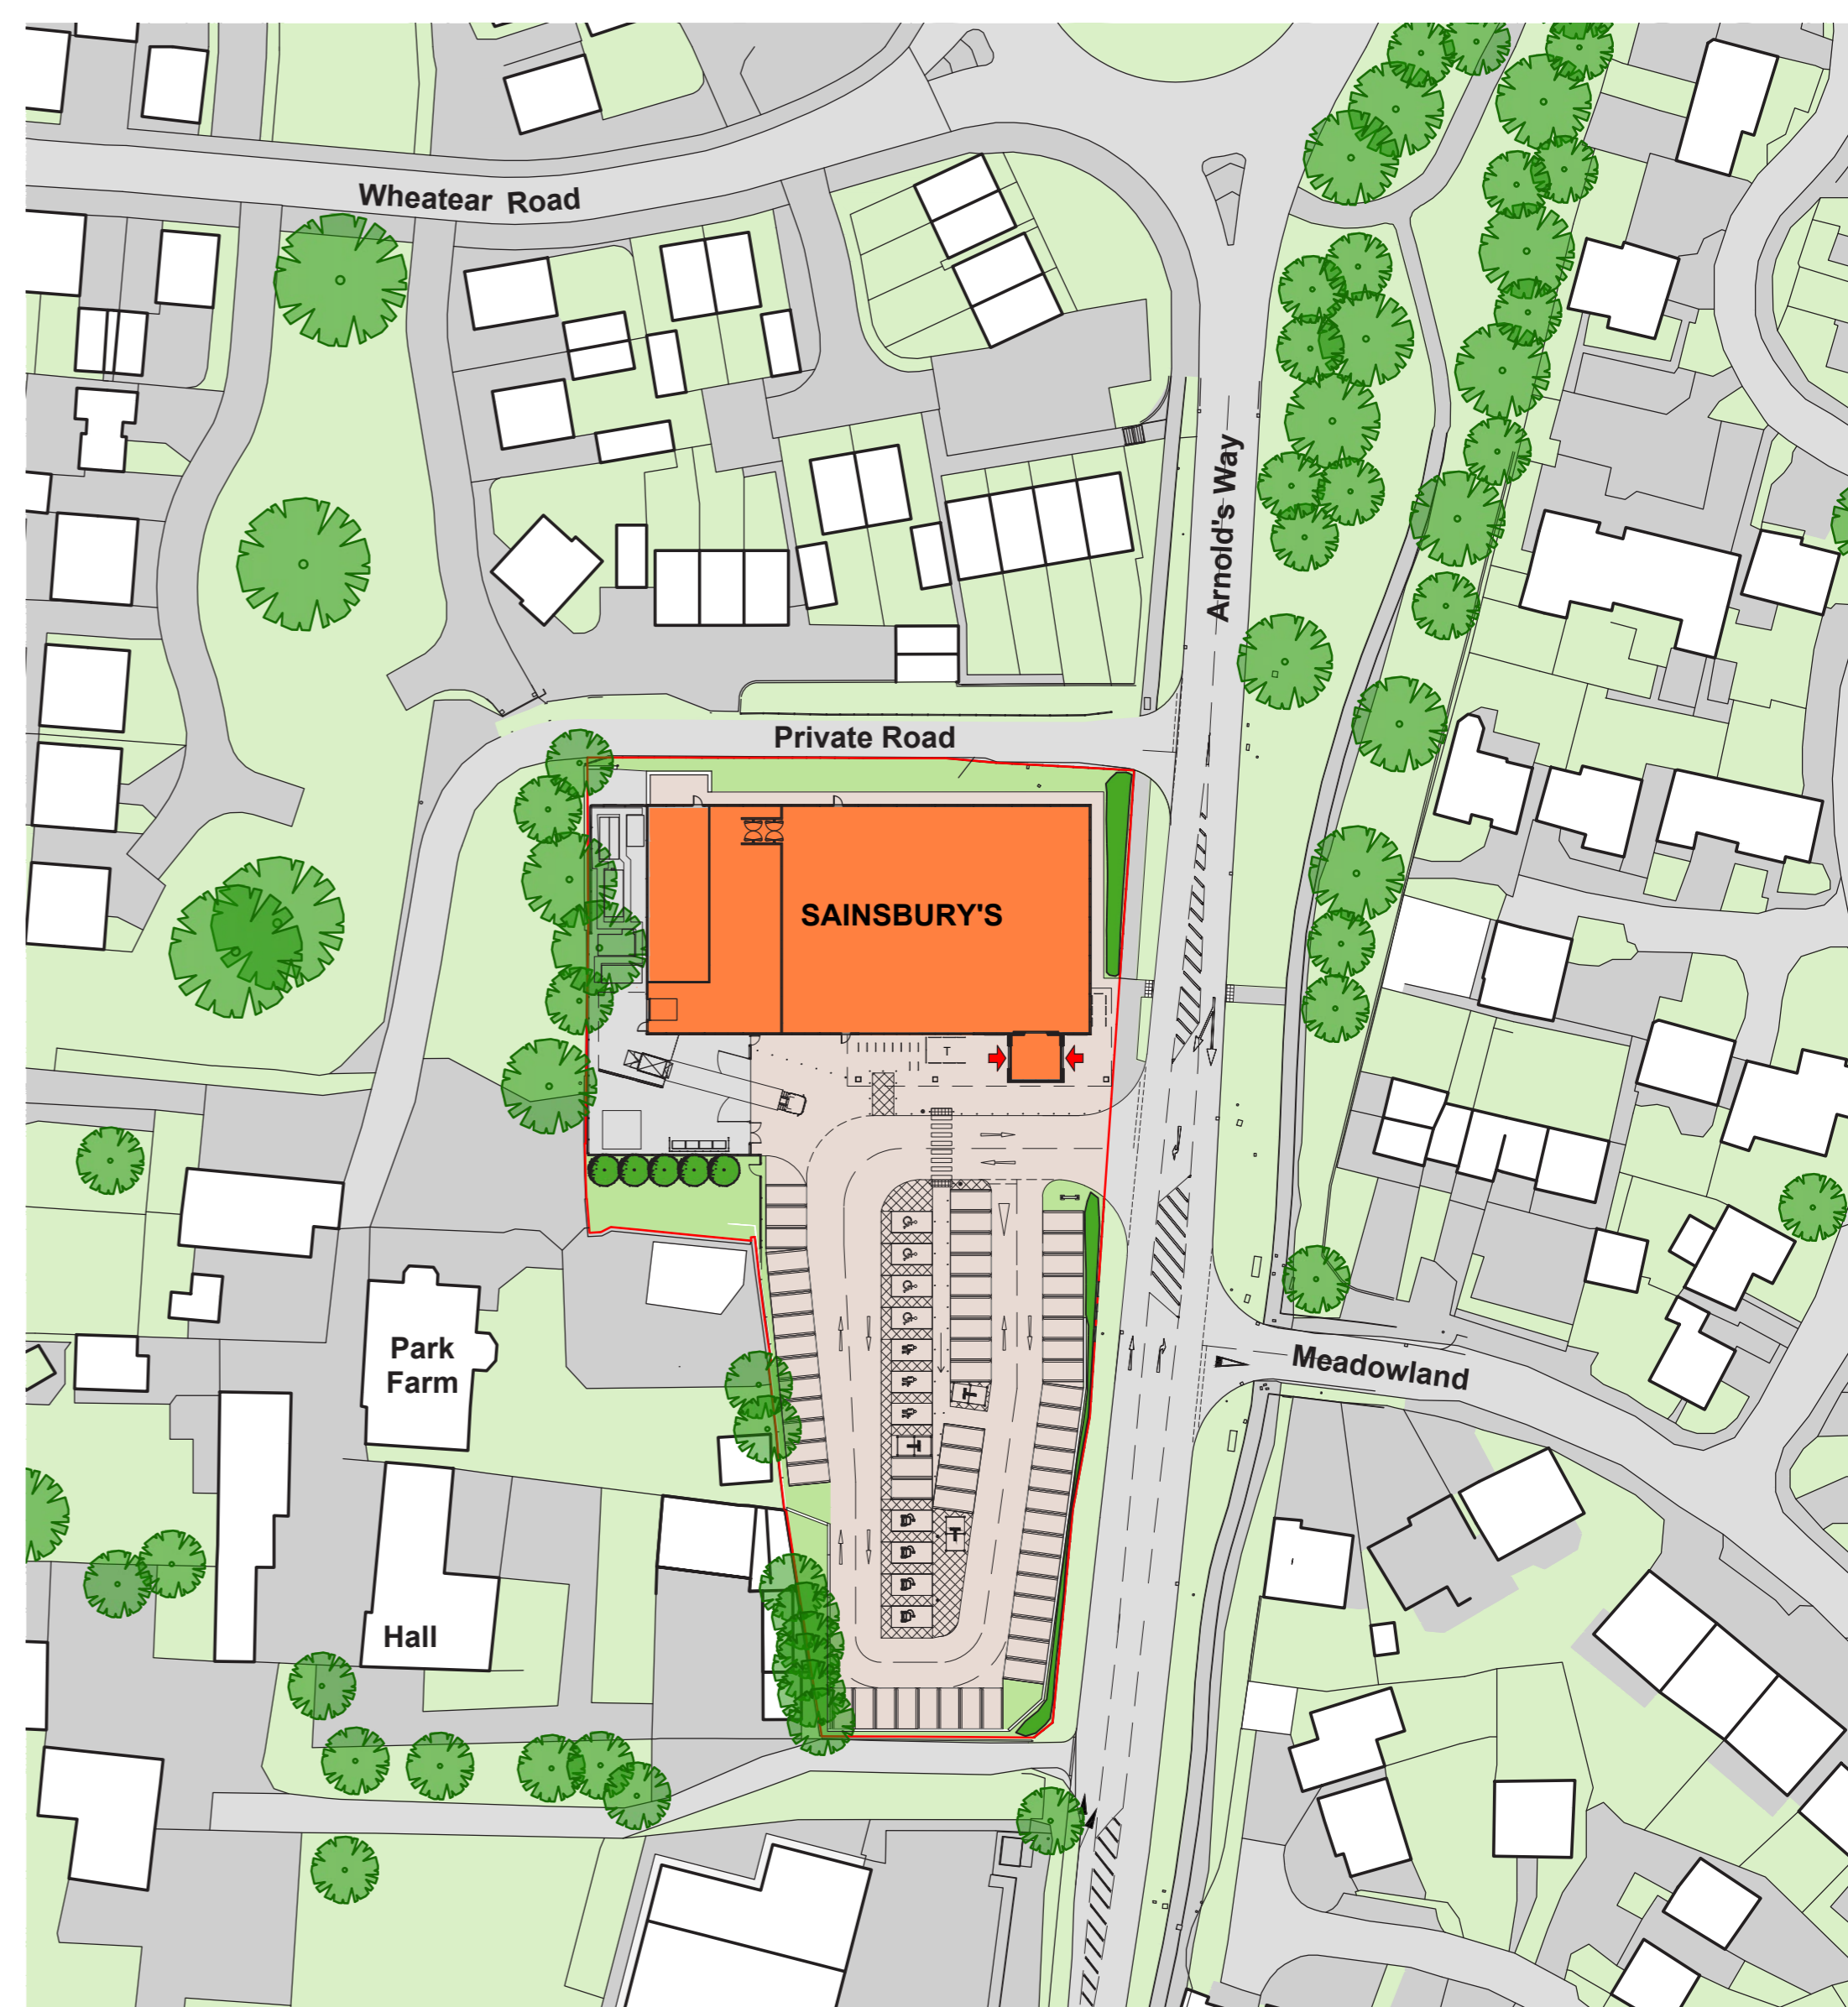 Wheatear Road
Arnold's Way
Private Road
SAINSBURY'S
T
Park
Farm
Meadowland
T
T
T
Hall